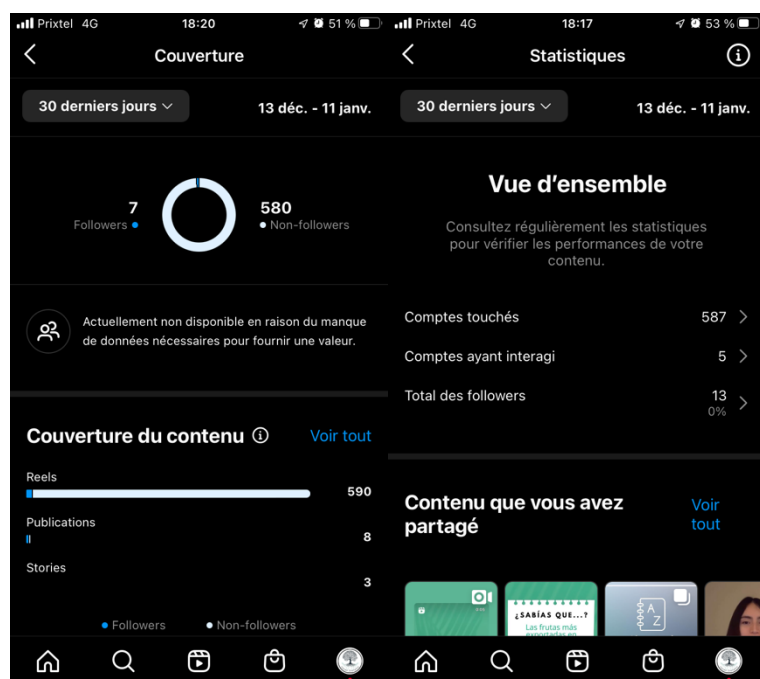 Prixtel 4G 18:20 51 %
Couverture
30 derniers jours 13 déc. - 11 janv.
7 580
Followers Non-followers
Actuellement non disponible en raison du manque
de données nécessaires pour fournir une valeur.
Couverture du contenu Voir tout
Reels
590
Publications
8
Stories
3
Followers Non-followers
Prixtel 4G 18:17 53 %
Statistiques
30 derniers jours 13 déc. - 11 janv.
Vue d'ensemble
Consultez régulièrement les statistiques
pour vérifier les performances de votre
contenu.
Comptes touchés 587
Comptes ayant interagi 5
Total des followers 13
0%
Contenu que vous avez Voir
partagé tout
¿SABÍAS QUE...?
Las frutas más
exportadas en
A
Z